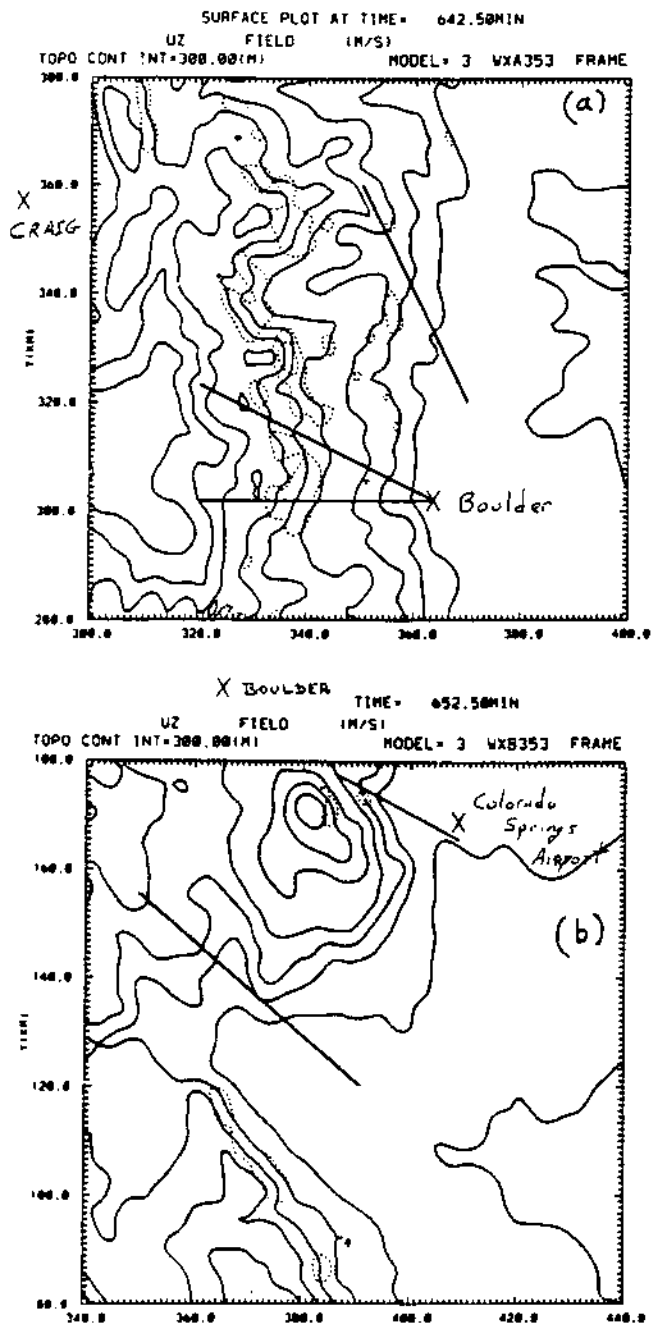 SURFACE PLOT AT TIME= 642.50MIN
UZ FIELD (M/S)
TOPO CONT INT=300.00(M) MODEL= 3 WXA353 FRAME
380.0
(a)
X
CRAIG
360.0
340.0
Y(KM)
320.0
300.0
X Boulder
280.0
300.0 320.0 340.0 360.0 380.0 400.0
X BOULDER
TIME= 652.50MIN
UZ FIELD (M/S)
TOPO CONT INT=300.00(M) MODEL= 3 WXB353 FRAME
180.0
X Colorado
Springs
Airport
160.0
(b)
140.0
Y(KM)
120.0
100.0
80.0
340.0 360.0 380.0 400.0 420.0 440.0